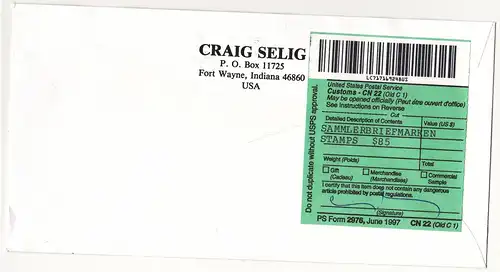 CRAIG SELIG
P. O. Box 11725
Fort Wayne, Indiana 46860
USA
United States Postal Service
Customs - CN 22 (Old C 1)
May be opened officially (Peut être ouvert d'office)
See Instructions on Reverse
Cut
Do not duplicate without USPS approval.
Detailed Description of Contents Value (US $)
SAMMLERBRIEFMARKEN
STAMPS $85
Weight (Poids) Total
Gift (Cadeau) Merchandise (Marchandises) Commercial Sample
I certify that this item does not contain any dangerous
article prohibited by postal regulations.
(Signature)
PS Form 2976, June 1997 CN 22 (Old C 1)